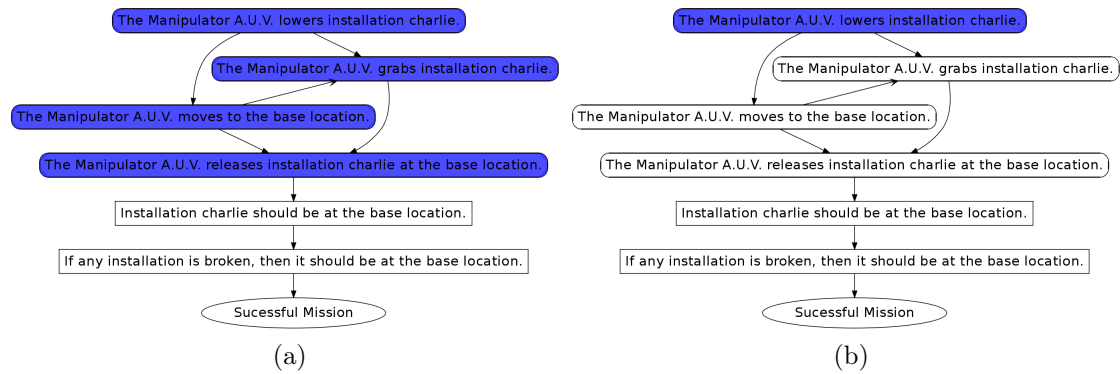 The Manipulator A.U.V. lowers installation charlie.
The Manipulator A.U.V. grabs installation charlie.
The Manipulator A.U.V. moves to the base location.
The Manipulator A.U.V. releases installation charlie at the base location.
Installation charlie should be at the base location.
If any installation is broken, then it should be at the base location.
Sucessful Mission
(a)
The Manipulator A.U.V. lowers installation charlie.
The Manipulator A.U.V. grabs installation charlie.
The Manipulator A.U.V. moves to the base location.
The Manipulator A.U.V. releases installation charlie at the base location.
Installation charlie should be at the base location.
If any installation is broken, then it should be at the base location.
Sucessful Mission
(b)